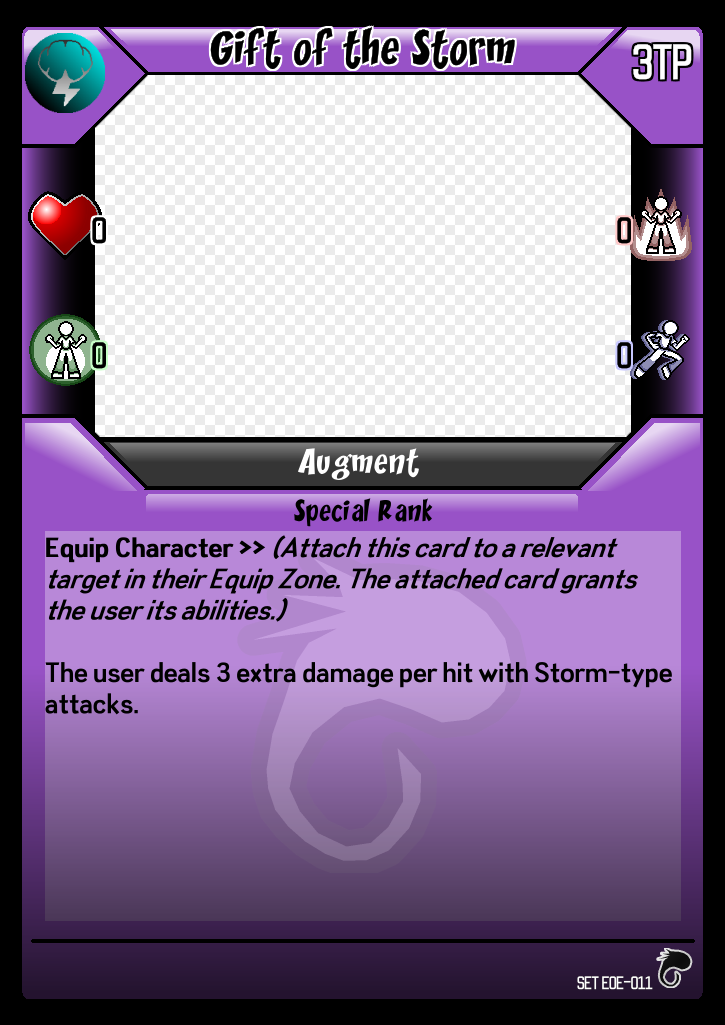 Gift of the Storm
3TP
0
0
0
0
Augment
Special Rank
Equip Character >> (Attach this card to a relevant
target in their Equip Zone. The attached card grants
the user its abilities.)
The user deals 3 extra damage per hit with Storm-type
attacks.
SET EOE-011